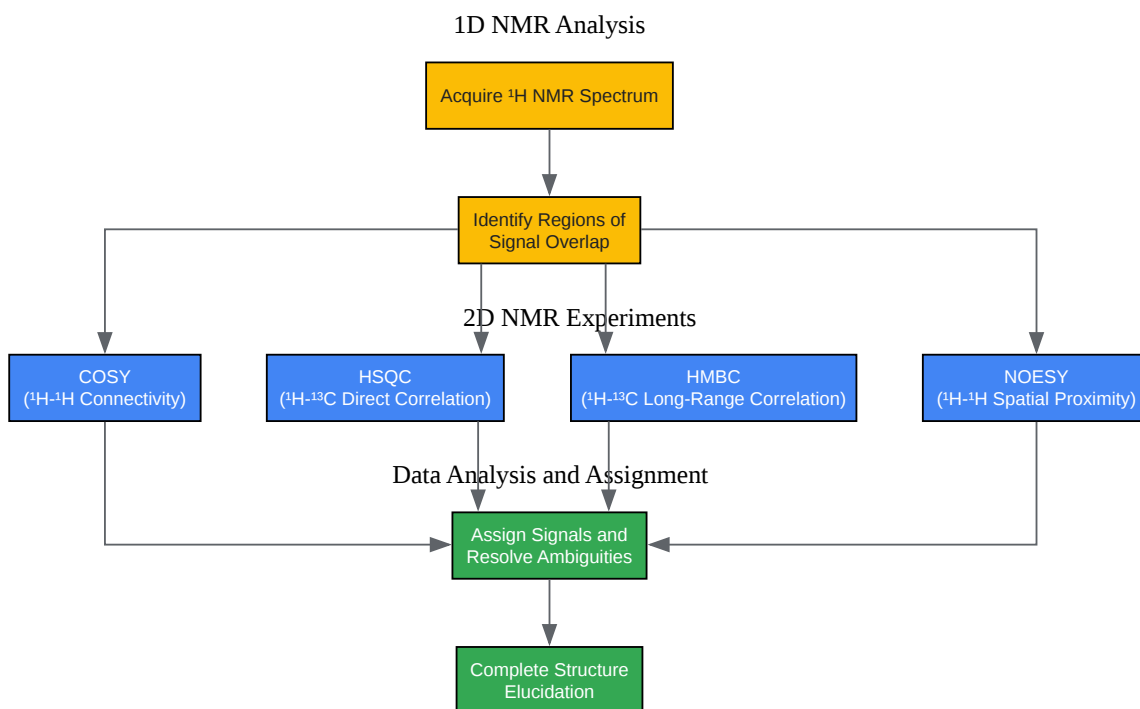 1D NMR Analysis
Acquire ¹H NMR Spectrum
Identify Regions of
Signal Overlap
2D NMR Experiments
COSY
(¹H-¹H Connectivity)
HSQC
(¹H-¹³C Direct Correlation)
HMBC
(¹H-¹³C Long-Range Correlation)
NOESY
(¹H-¹H Spatial Proximity)
Data Analysis and Assignment
Assign Signals and
Resolve Ambiguities
Complete Structure
Elucidation